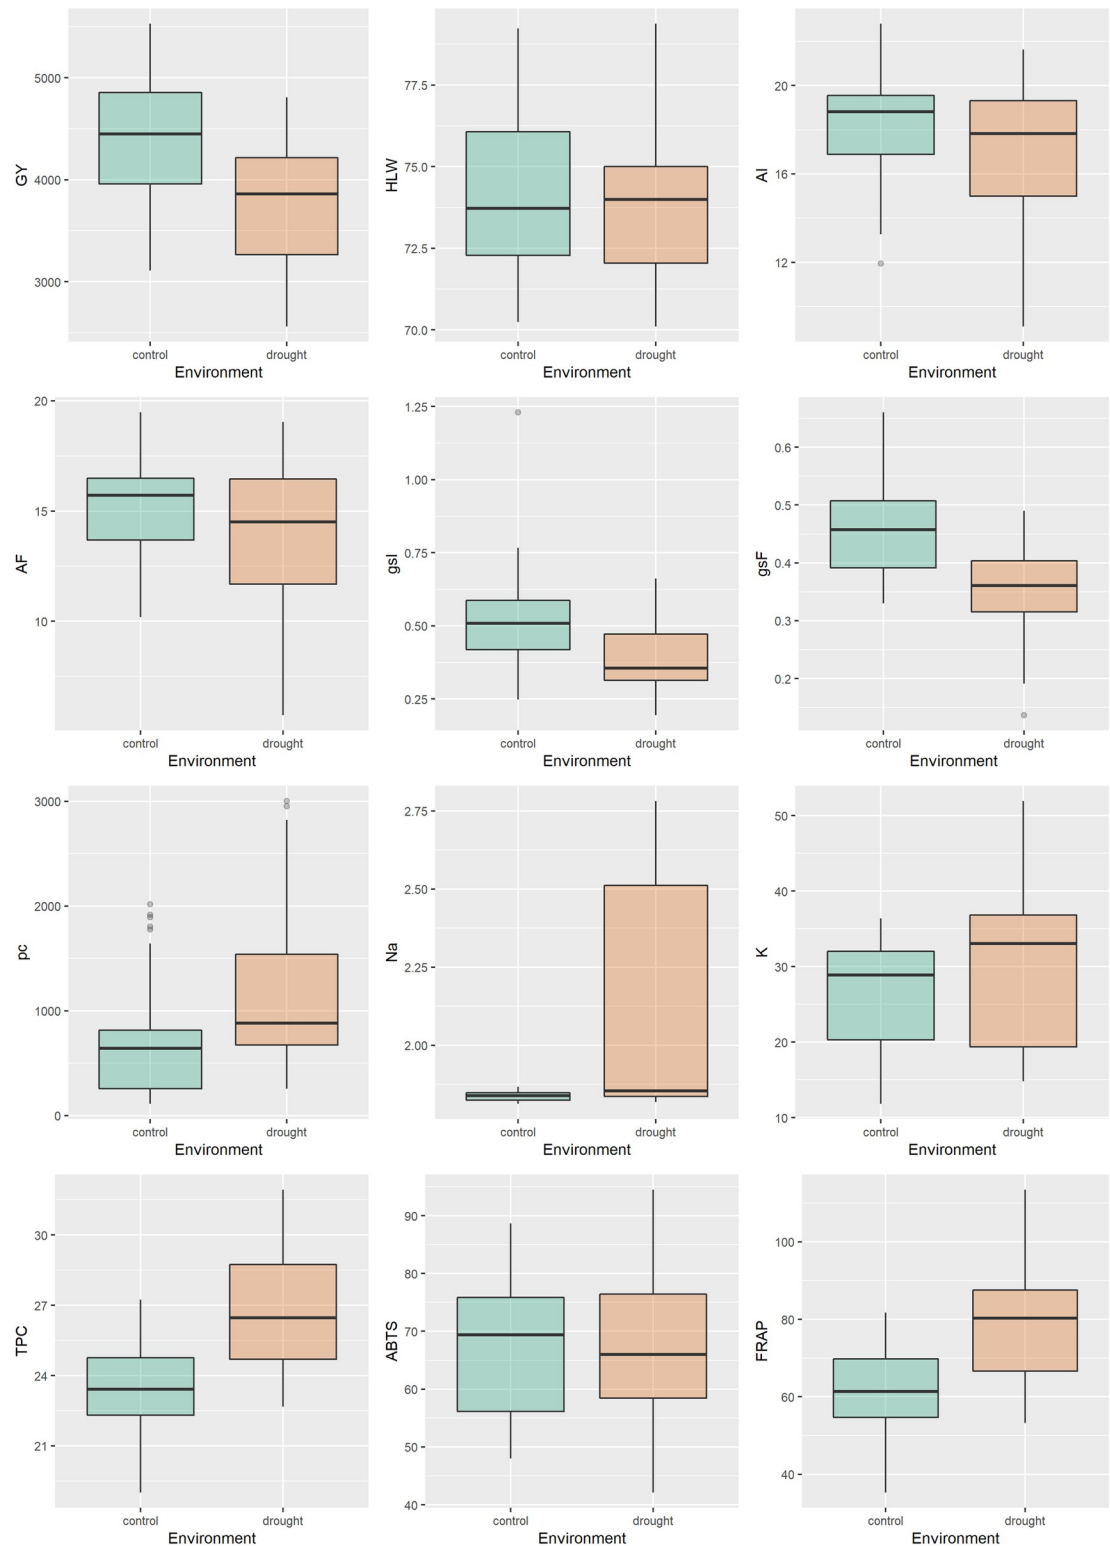 GY
5000
4000
3000
control drought
Environment
HLW
77.5
75.0
72.5
70.0
control drought
Environment
AI
20
16
12
control drought
Environment
AF
20
15
10
control drought
Environment
gsI
1.25
1.00
0.75
0.50
0.25
control drought
Environment
gsF
0.6
0.5
0.4
0.3
0.2
control drought
Environment
pc
3000
2000
1000
0
control drought
Environment
Na
2.75
2.50
2.25
2.00
control drought
Environment
K
50
40
30
20
10
control drought
Environment
TPC
30
27
24
21
control drought
Environment
ABTS
90
80
70
60
50
40
control drought
Environment
FRAP
100
80
60
40
control drought
Environment